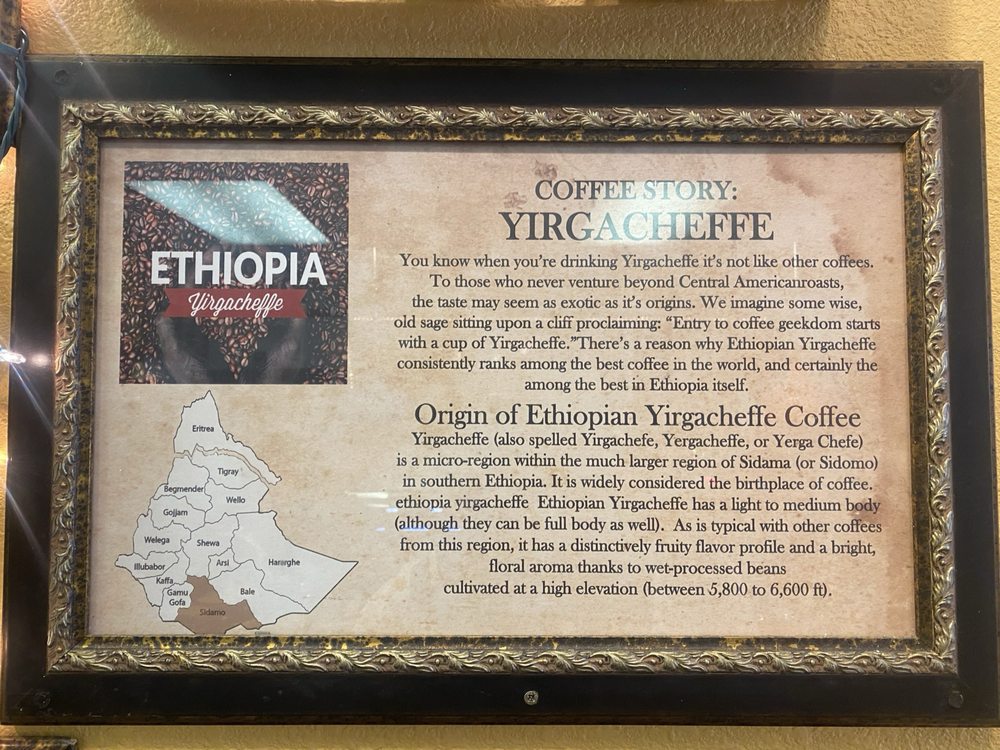 ETHIOPIA
Yirgacheffe
COFFEE STORY:
YIRGACHEFFE
You know when you're drinking Yirgacheffe it's not like other coffees.
To those who never venture beyond Central Americanroasts,
the taste may seem as exotic as it's origins. We imagine some wise,
old sage sitting upon a cliff proclaiming: “Entry to coffee geekdom starts
with a cup of Yirgacheffe.”There's a reason why Ethiopian Yirgacheffe
consistently ranks among the best coffee in the world, and certainly the
among the best in Ethiopia itself.
Origin of Ethiopian Yirgacheffe Coffee
Yirgacheffe (also spelled Yirgachefe, Yergacheffe, or Yerga Chefe)
is a micro-region within the much larger region of Sidama (or Sidomo)
in southern Ethiopia. It is widely considered the birthplace of coffee.
ethiopia yirgacheffe Ethiopian Yirgacheffe has a light to medium body
(although they can be full body as well). As is typical with other coffees
from this region, it has a distinctively fruity flavor profile and a bright,
floral aroma thanks to wet-processed beans
cultivated at a high elevation (between 5,800 to 6,600 ft).
Eritrea
Tigray
Begmender
Wello
Gojjam
Welega
Shewa
Illubabor
Arsi
Hararghe
Kaffa
Gamu
Gofa
Bale
Sidamo